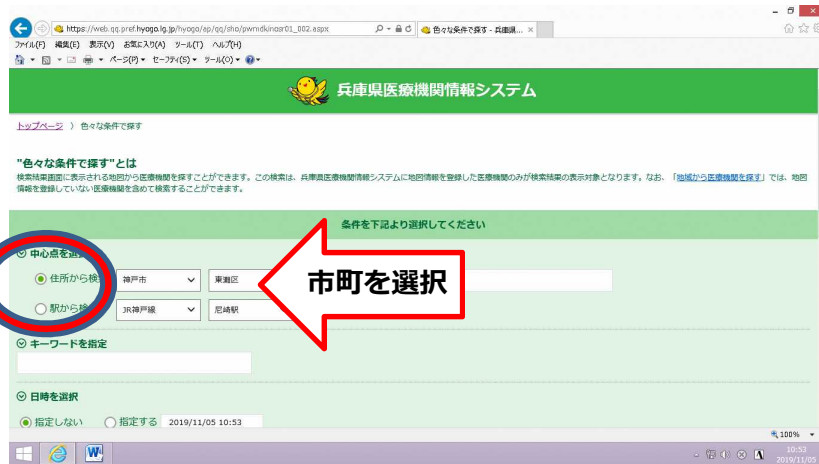 https://web.qq.pref.hyogo.lg.jp/hyogo/ap/qq/sho/pwmdkingsr01_002.aspx
色々な条件で探す - 兵庫県...
ファイル(F) 編集(E) 表示(V) お気に入り(A) ツール(T) ヘルプ(H)
ページ(P) セーフティ(S) ツール(O)
兵庫県医療機関情報システム
トップページ 〉 色々な条件で探す
"色々な条件で探す"とは
検索結果画面に表示される地図から医療機関を探すことができます。この検索は、兵庫県医療機関情報システムに地図情報を登録した医療機関のみが検索結果の表示対象となります。なお、「地域から医療機関を探す」では、地図
情報を登録していない医療機関を含めて検索することができます。
条件を下記より選択してください
中心点を選
住所から検 神戸市 東灘区
市町を選択
駅から検 JR神戸線 尼崎駅
キーワードを指定
日時を選択
指定しない 指定する 2019/11/05 10:53
100%
10:53
2019/11/05